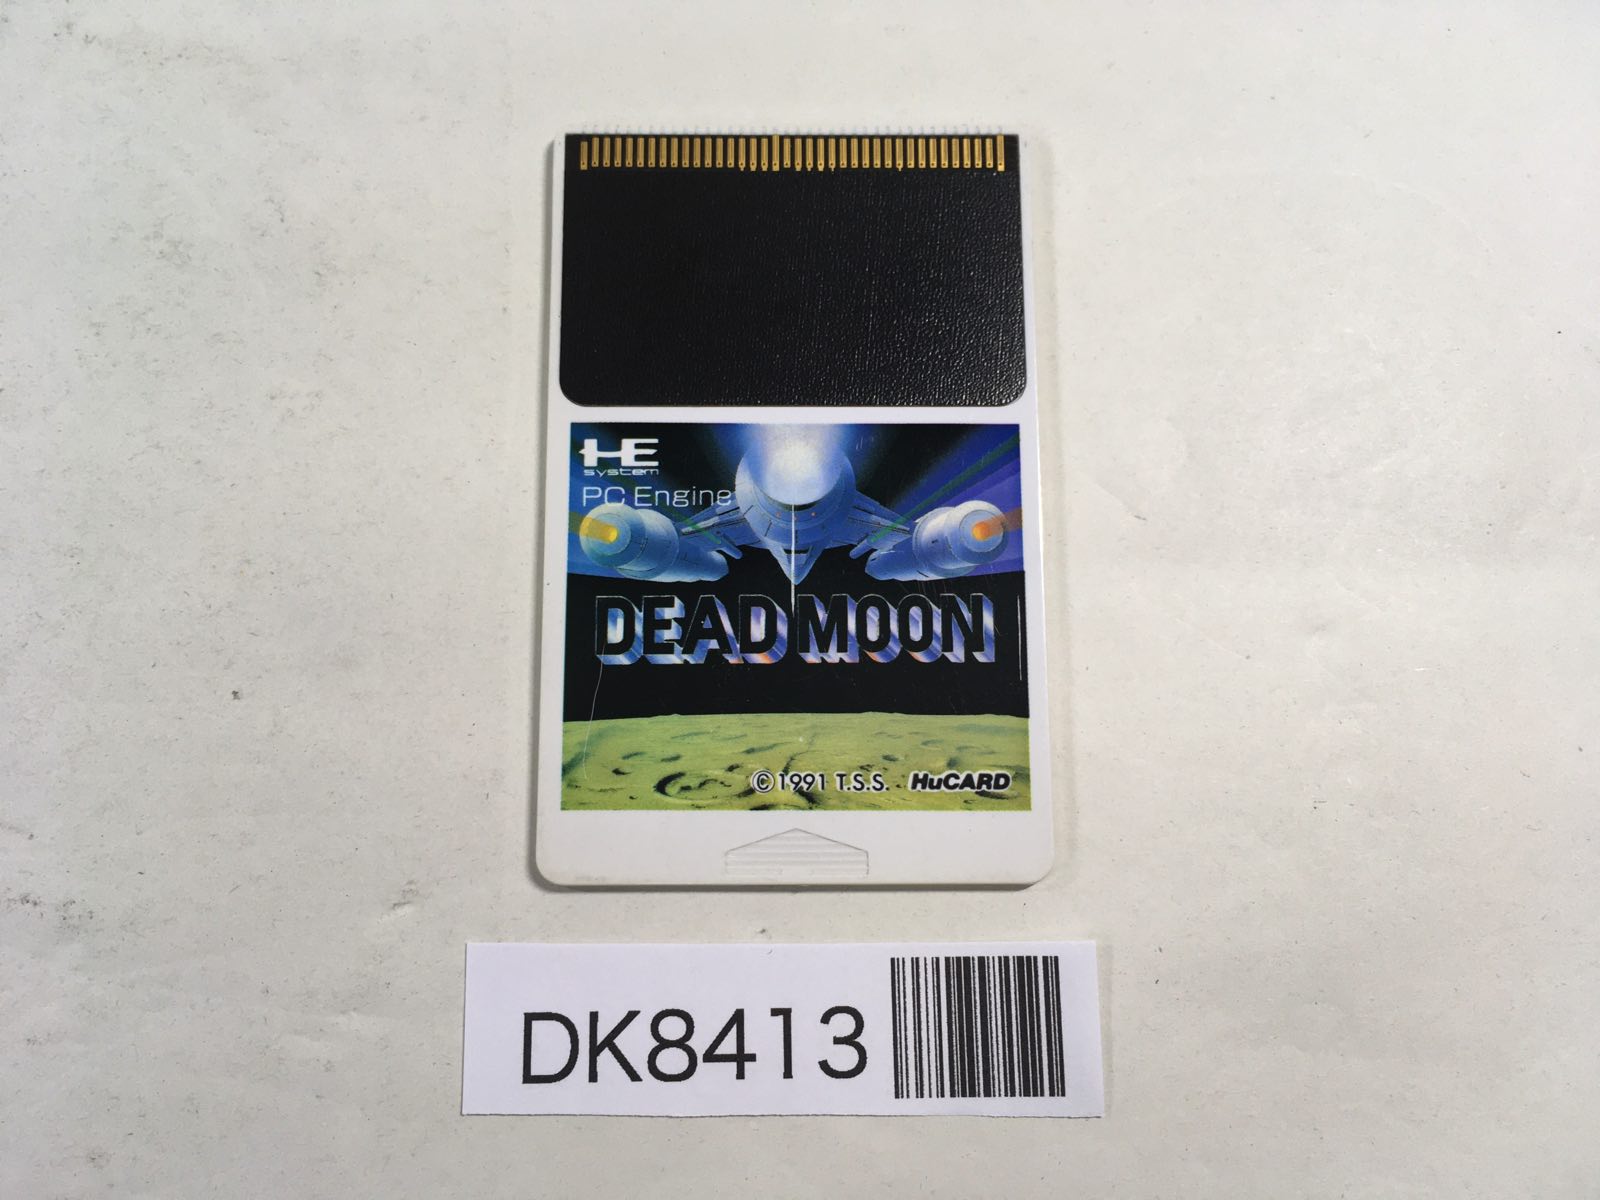 HE
system
PC Engine
DEAD MOON
©1991 T.S.S. HuCARD
DK8413